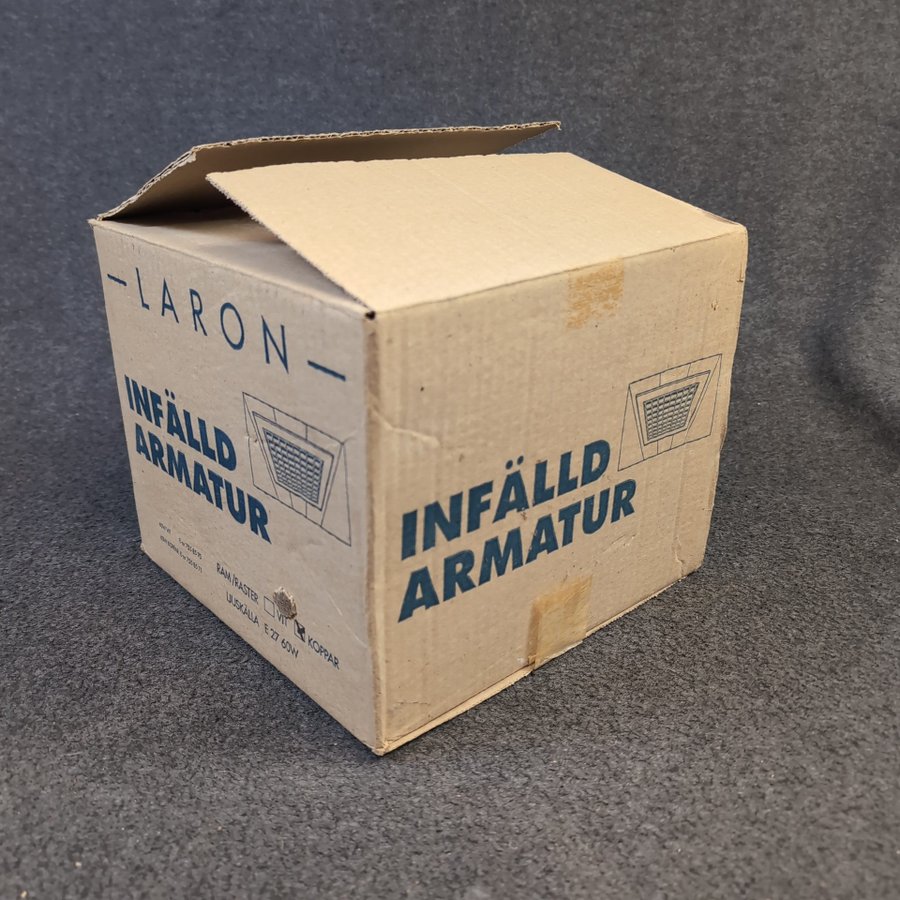 — LARON —
INFÄLLD
ARMATUR
RAM/RASTER VIT KOPPAR
LJUSKÄLLA E 27 60W
INFÄLLD
ARMATUR